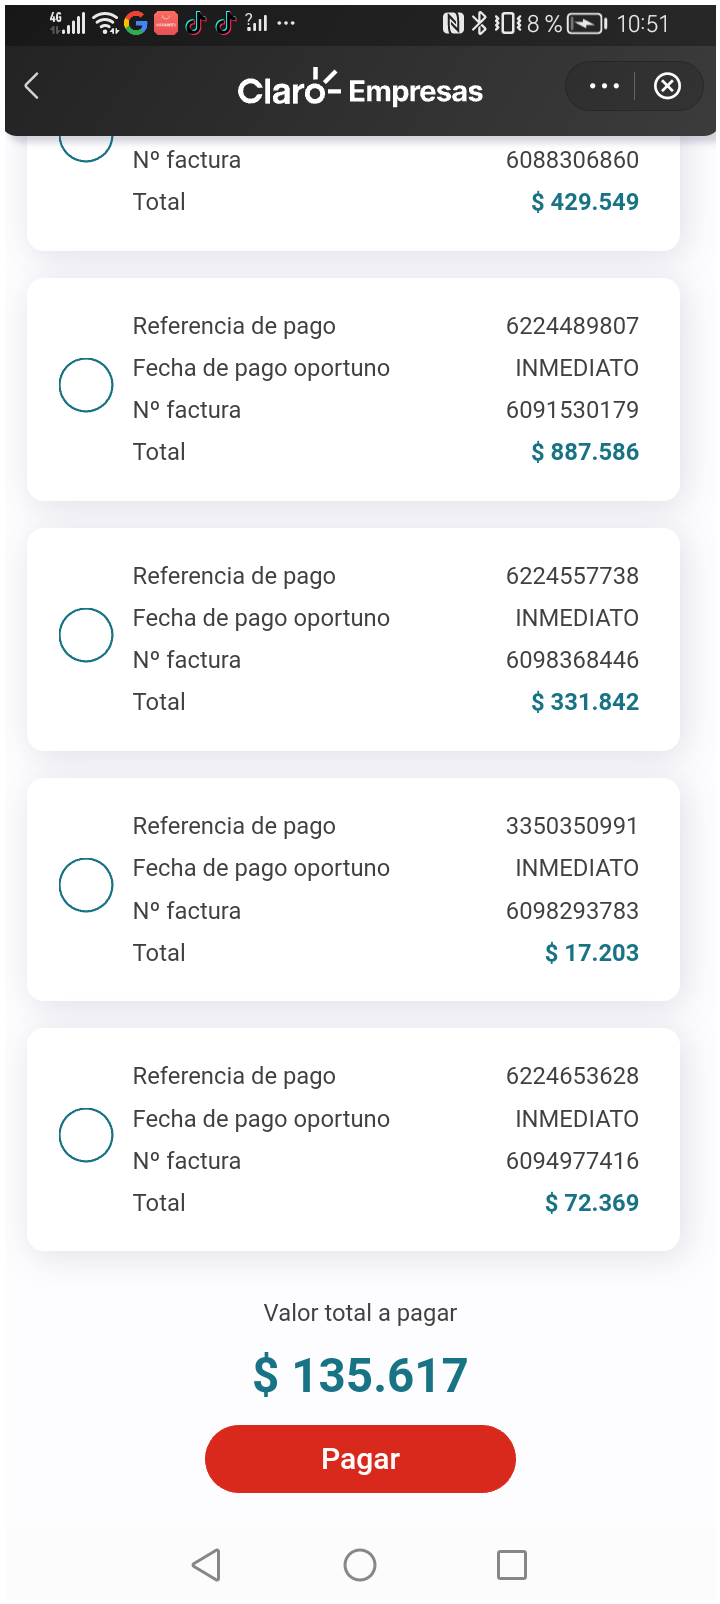 4G ? 8 % 10:51
Claro- Empresas
Nº factura 6088306860
Total $ 429.549
Referencia de pago 6224489807
Fecha de pago oportuno INMEDIATO
Nº factura 6091530179
Total $ 887.586
Referencia de pago 6224557738
Fecha de pago oportuno INMEDIATO
Nº factura 6098368446
Total $ 331.842
Referencia de pago 3350350991
Fecha de pago oportuno INMEDIATO
Nº factura 6098293783
Total $ 17.203
Referencia de pago 6224653628
Fecha de pago oportuno INMEDIATO
Nº factura 6094977416
Total $ 72.369
Valor total a pagar
$ 135.617
Pagar